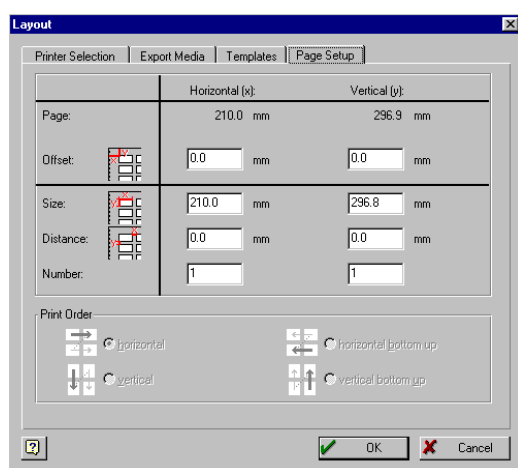 Layout
Printer Selection Export Media Templates Page Setup
Horizontal (x): Vertical (y):
Page: 210.0 mm 296.9 mm
Offset: 0.0 mm 0.0 mm
Size: 210.0 mm 296.8 mm
Distance: 0.0 mm 0.0 mm
Number: 1 1
Print Order
horizontal horizontal bottom up
vertical vertical bottom up
OK Cancel